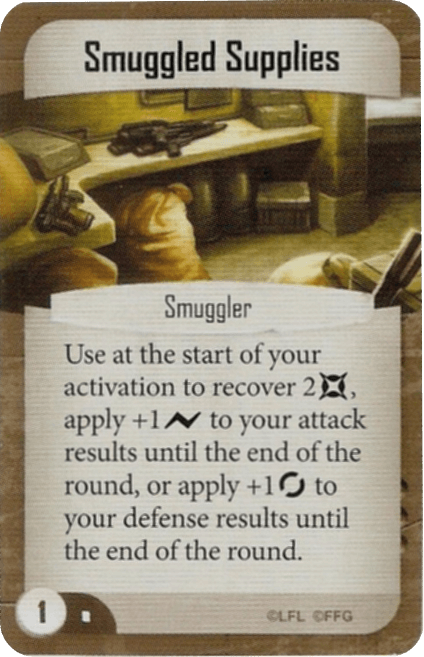 Smuggled Supplies
Smuggler
Use at the start of your
activation to recover 2,
apply +1 to your attack
results until the end of the
round, or apply +1 to
your defense results until
the end of the round.
1
©LFL ©FFG